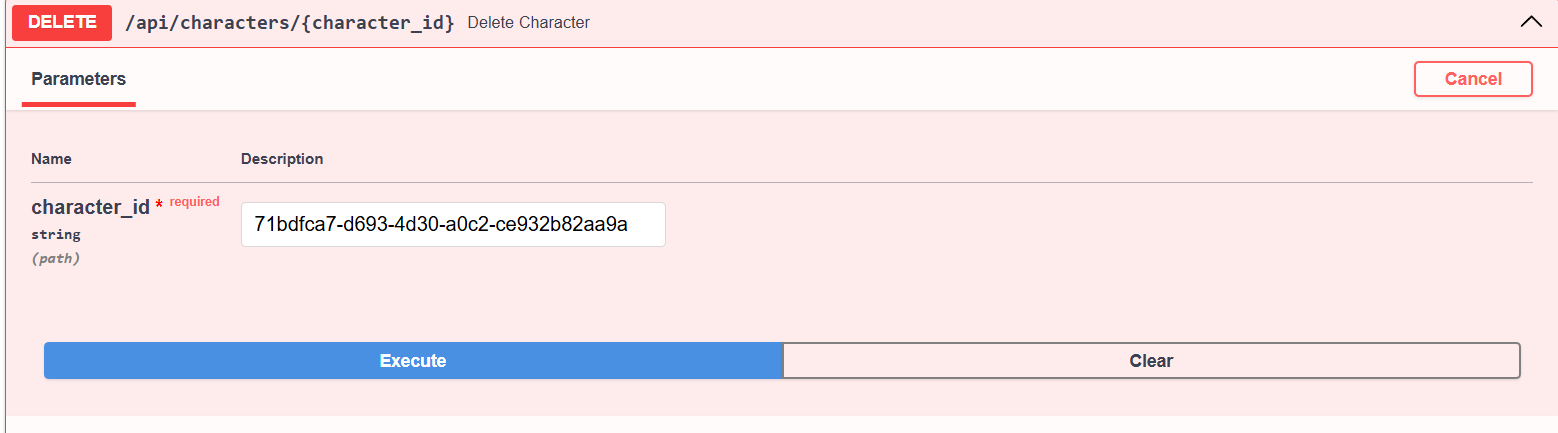 DELETE /api/characters/{character_id} Delete Character
Parameters Cancel
Name Description
character_id * required
71bdfca7-d693-4d30-a0c2-ce932b82aa9a
string
(path)
Execute Clear